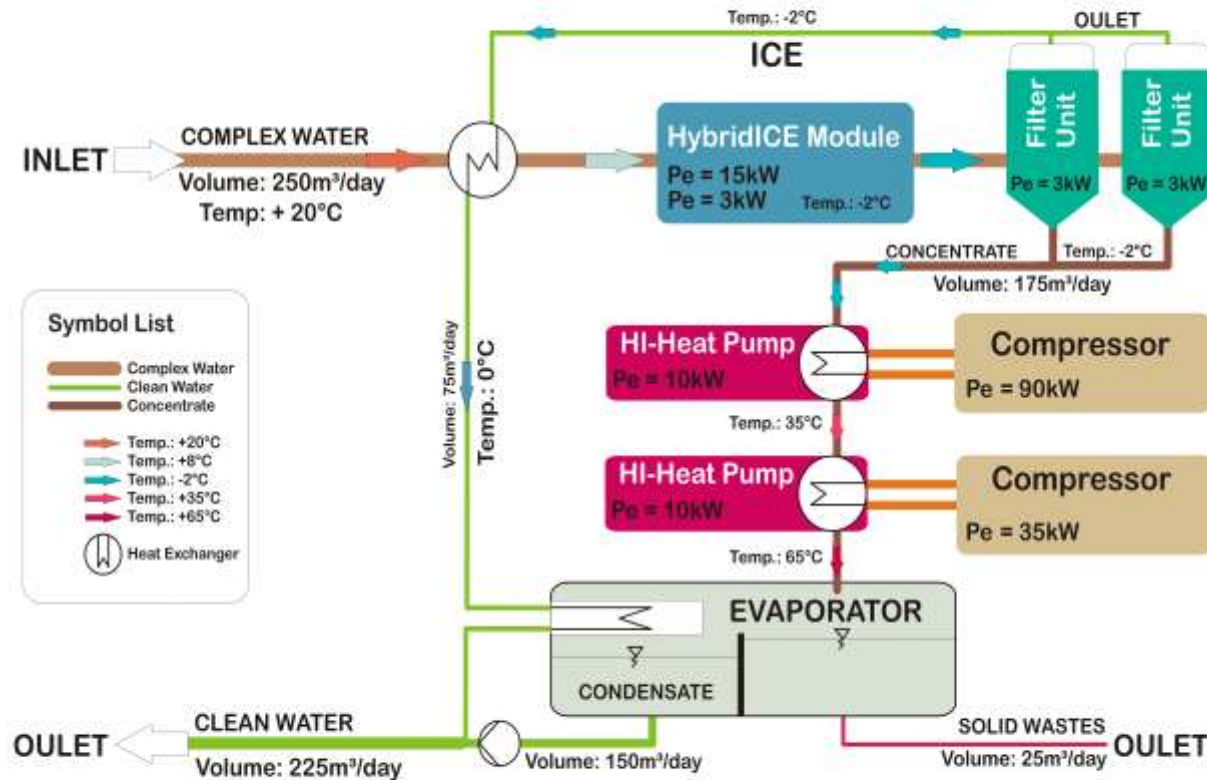 Temp.: -2°C
OULET
ICE
Filter Unit
Filter Unit
COMPLEX WATER
INLET
Volume: 250m³/day
Temp: + 20°C
HybridICE Module
Pe = 15kW
Pe = 3kW
Temp.: -2°C
Pe = 3kW
Pe = 3kW
CONCENTRATE
Temp.: -2°C
Volume: 175m³/day
Symbol List
Complex Water
Clean Water
Concentrate
Temp.: +20°C
Temp.: +8°C
Temp.: -2°C
Temp.: +35°C
Temp.: +65°C
Heat Exchanger
Volume: 75m³/day
Temp.: 0°C
HI-Heat Pump
Pe = 10kW
Compressor
Pe = 90kW
Temp.: 35°C
HI-Heat Pump
Pe = 10kW
Compressor
Pe = 35kW
Temp.: 65°C
EVAPORATOR
CONDENSATE
CLEAN WATER
OULET
Volume: 225m³/day
Volume: 150m³/day
SOLID WASTES
Volume: 25m³/day
OULET